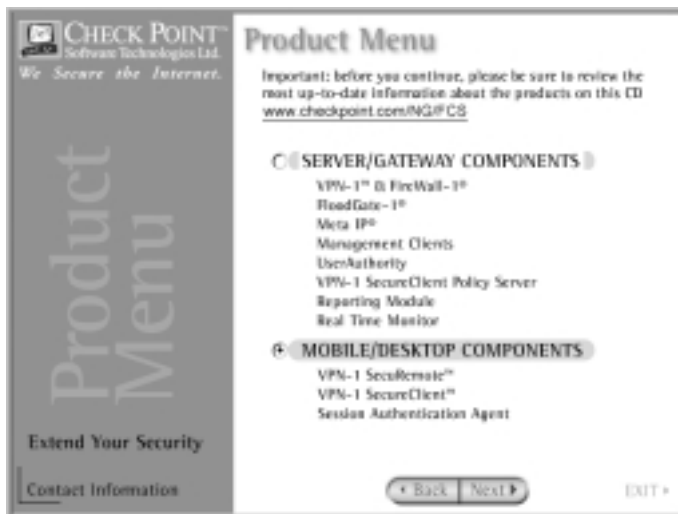 CHECK POINT™
Software Technologies Ltd.
We Secure the Internet.
Product Menu
Extend Your Security
Contact Information
Product Menu
Important: before you continue, please be sure to review the
most up-to-date information about the products on this CD
www.checkpoint.com/NG/FCS
SERVER/GATEWAY COMPONENTS
VPN-1™ & FireWall-1®
FloodGate-1®
Meta IP®
Management Clients
UserAuthority
VPN-1 SecureClient Policy Server
Reporting Module
Real Time Monitor
MOBILE/DESKTOP COMPONENTS
VPN-1 SecuRemote™
VPN-1 SecureClient™
Session Authentication Agent
Back Next
EXIT